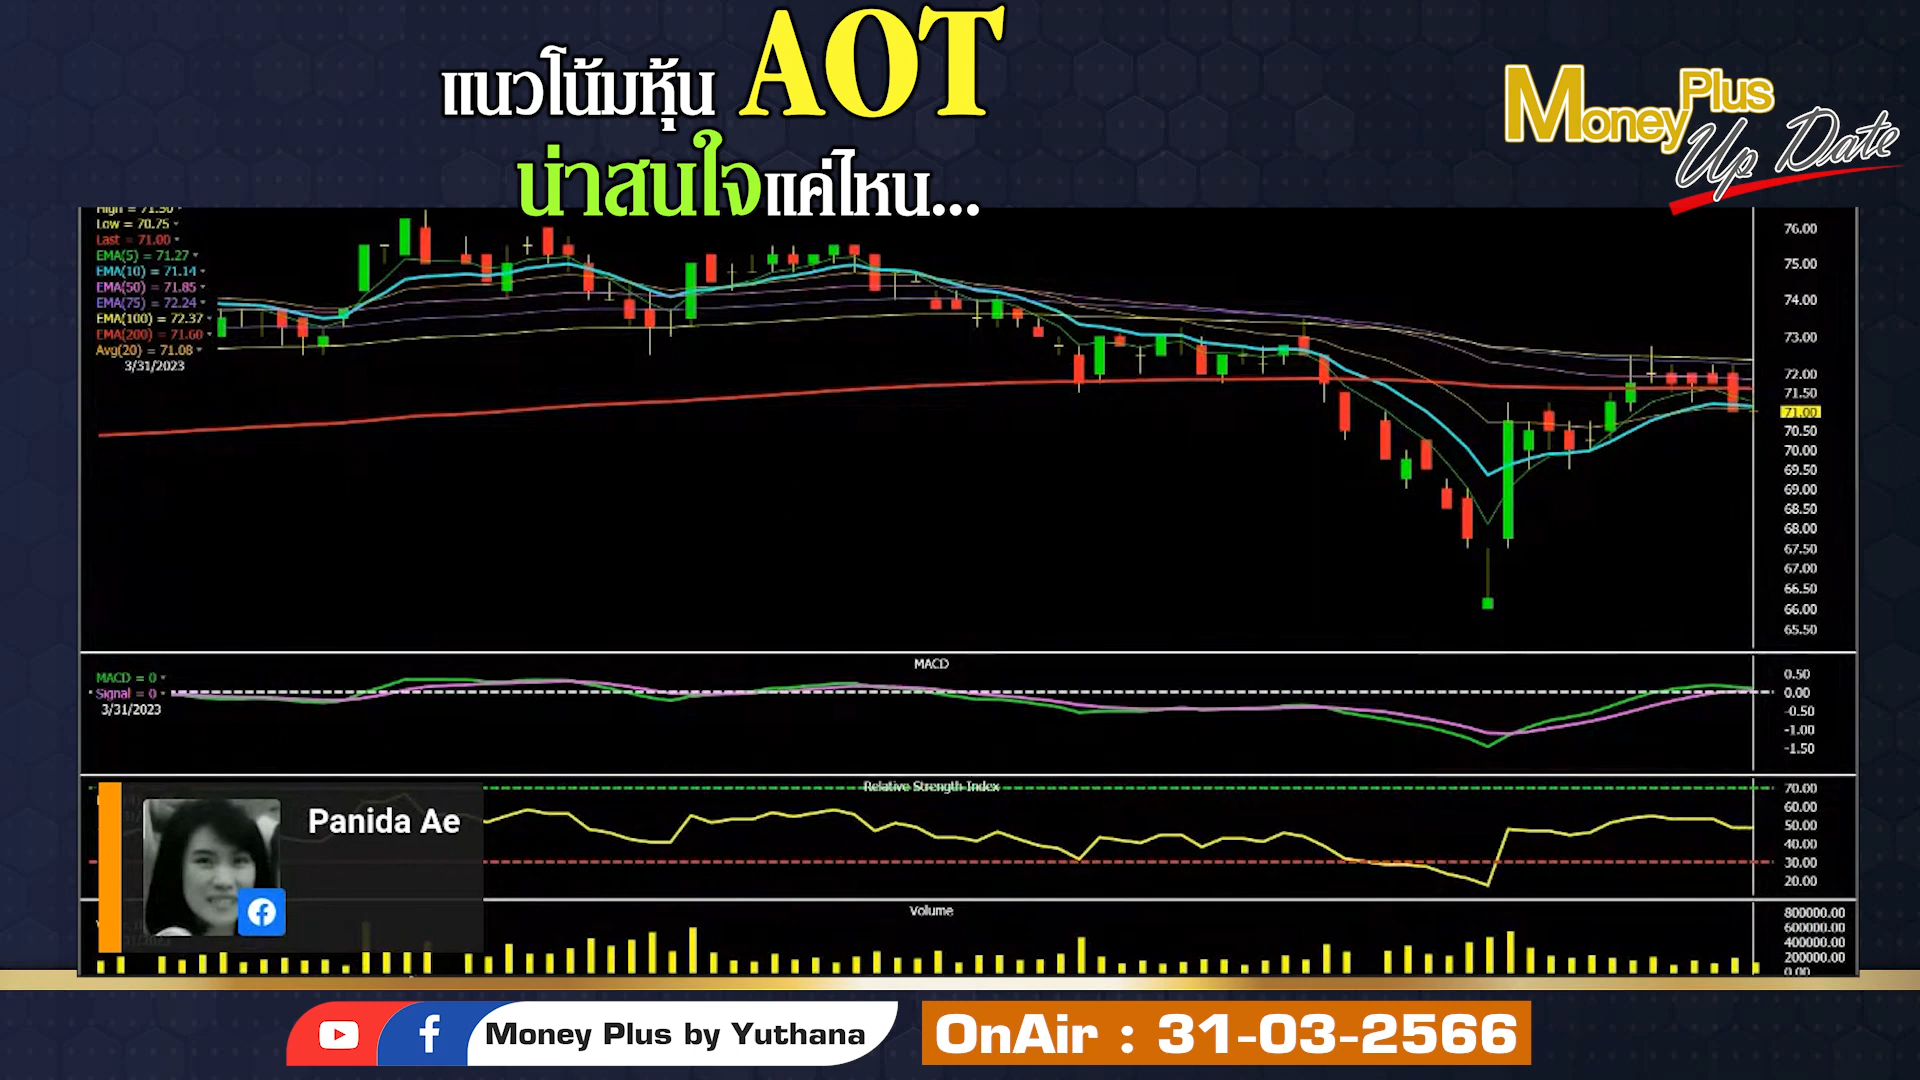 แนวโน้มหุ้น AOT
น่าสนใจแค่ไหน...
Money Plus
Up Date
High = 71.50
Low = 70.75
Last = 71.00
EMA(5) = 71.27
EMA(10) = 71.14
EMA(50) = 71.85
EMA(75) = 72.24
EMA(100) = 72.37
EMA(200) = 71.60
Avg(20) = 71.08
3/31/2023
76.00
75.00
74.00
73.00
72.00
71.50
71.00
70.50
70.00
69.50
69.00
68.50
68.00
67.50
67.00
66.50
66.00
65.50
MACD
MACD = 0
Signal = 0
3/31/2023
0.50
0.00
-0.50
-1.00
-1.50
Relative Strength Index
70.00
60.00
50.00
40.00
30.00
20.00
Panida Ae
Volume
800000.00
600000.00
400000.00
200000.00
0.00
Money Plus by Yuthana
OnAir : 31-03-2566